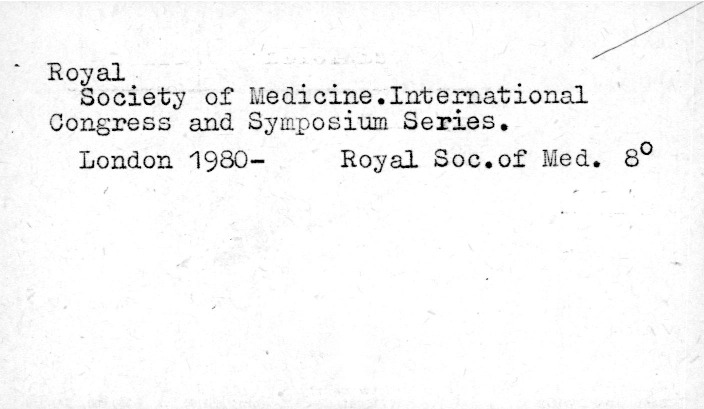 Royal
Society of Medicine.International
Congress and Symposium Series.
London 1980- Royal Soc.of Med. 8°